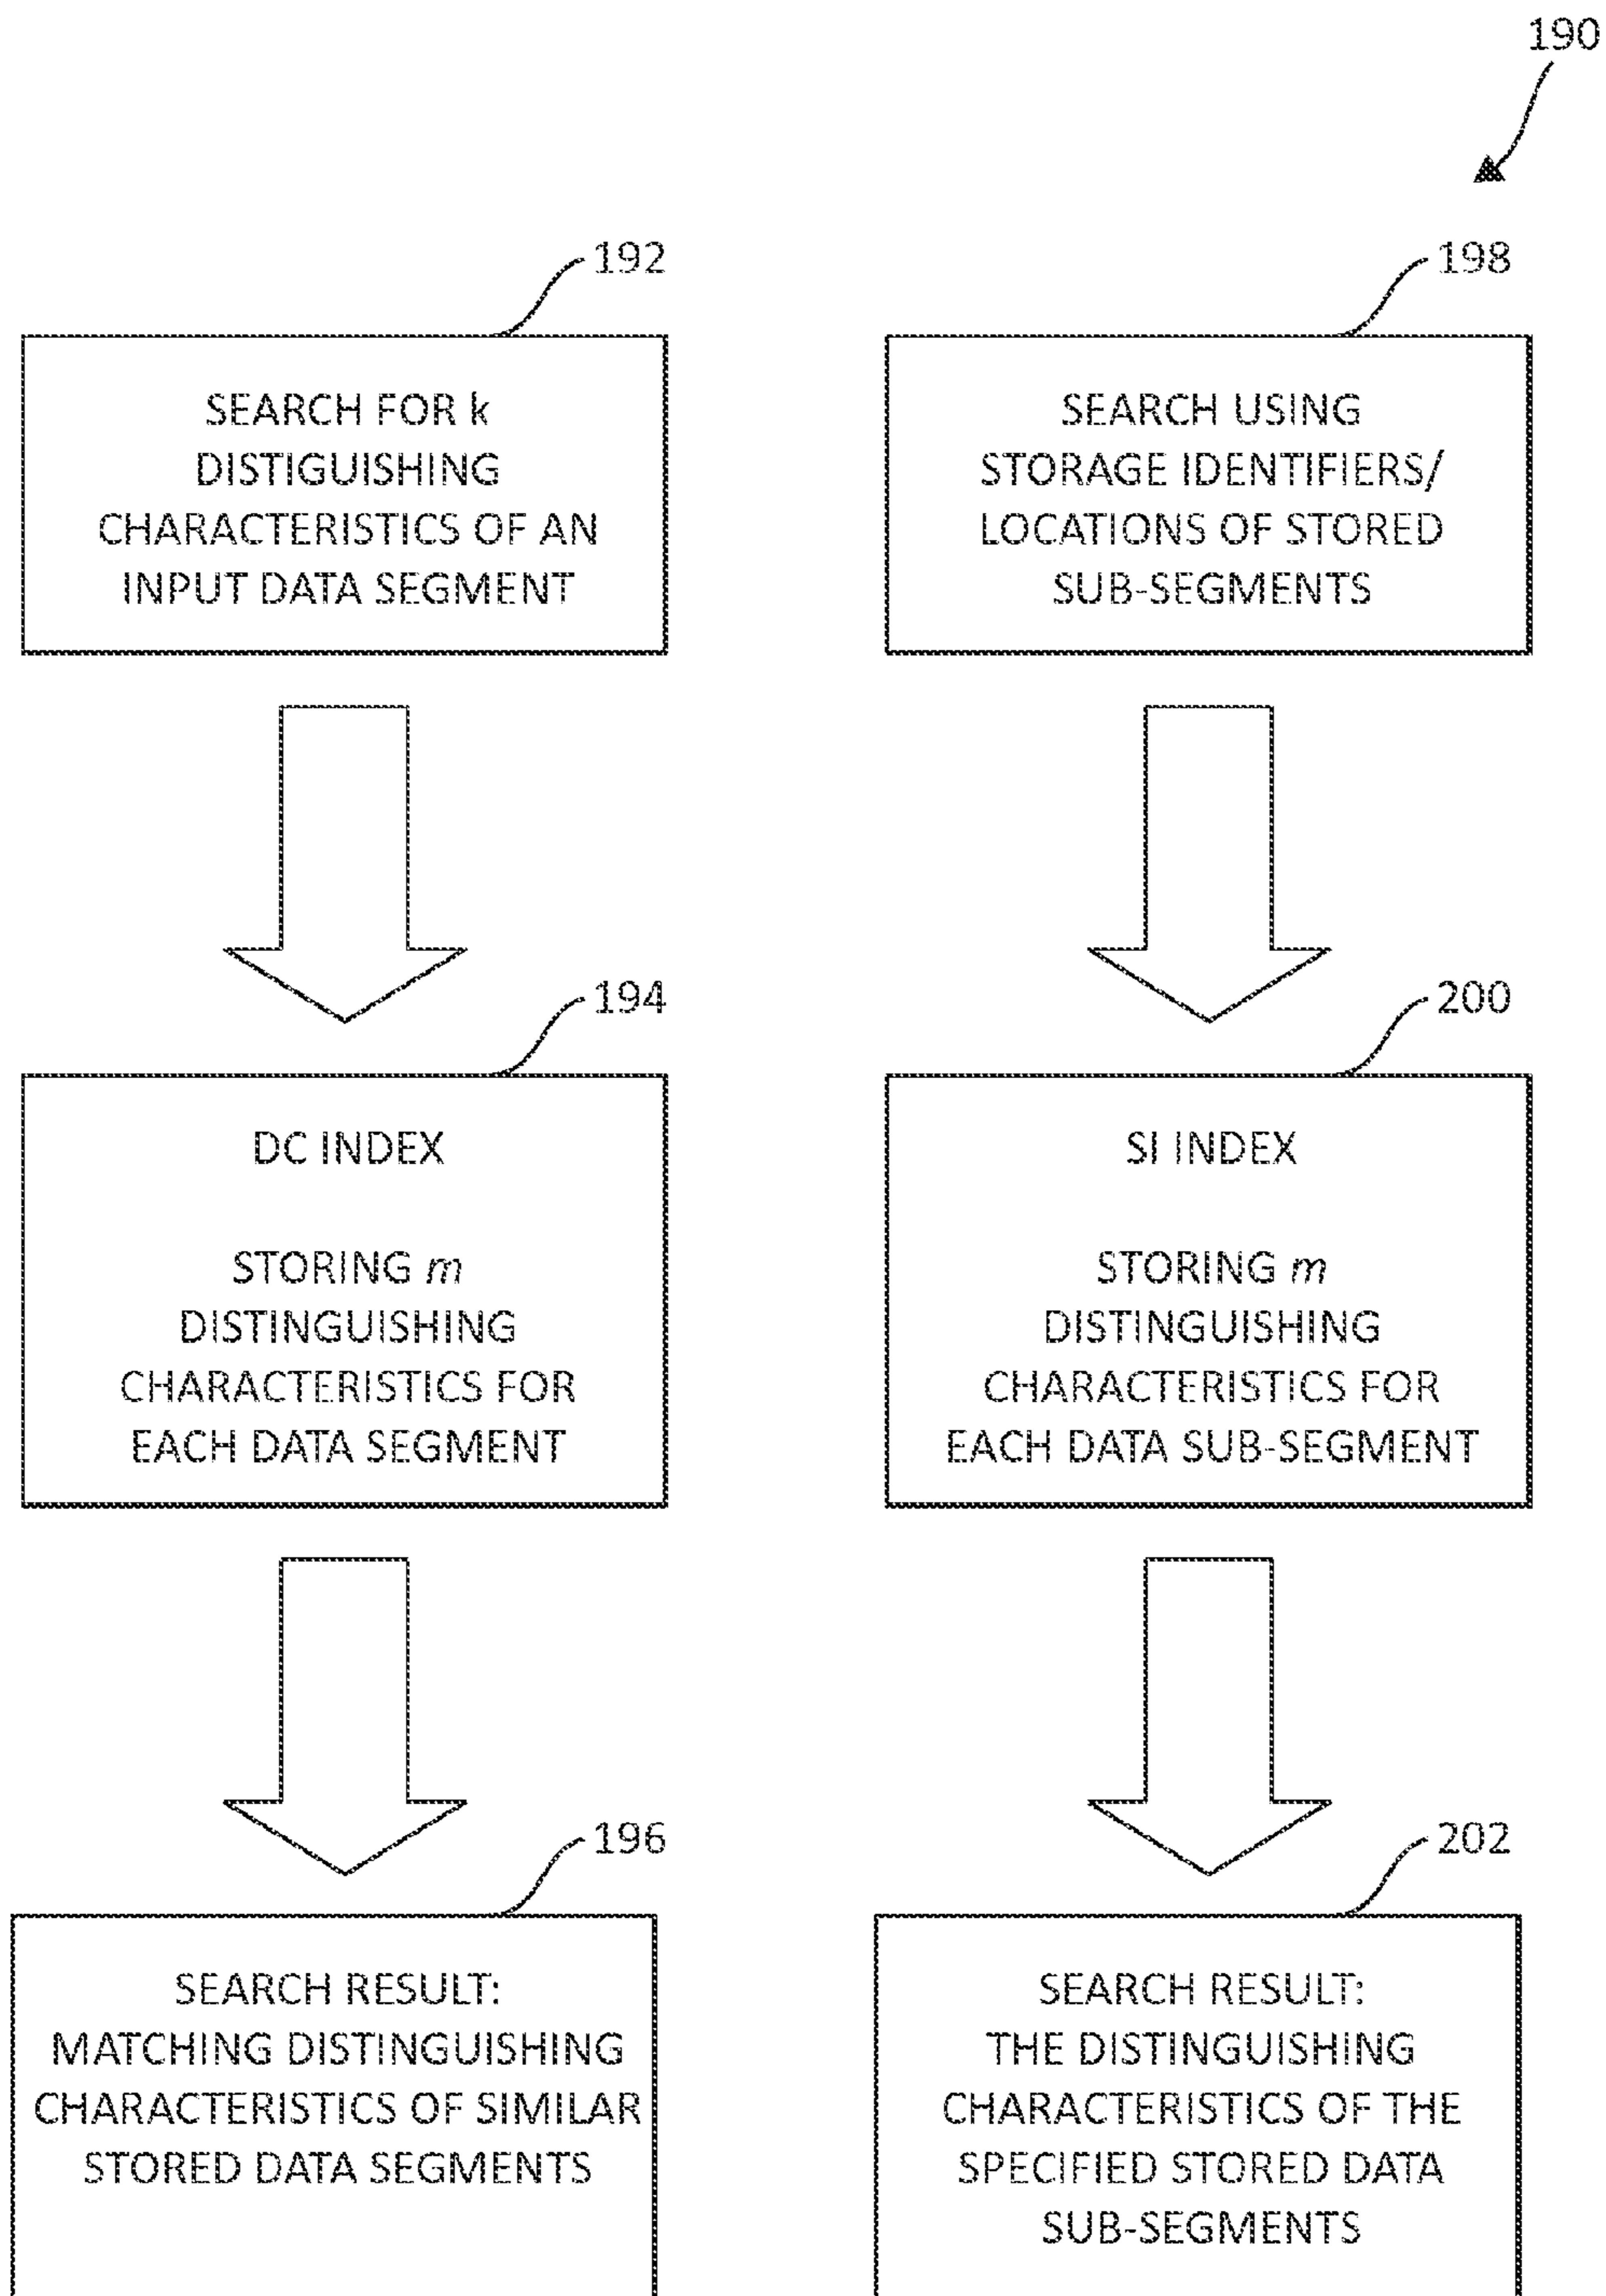 190
192
SEARCH FOR k
DISTIGUISHING
CHARACTERISTICS OF AN
INPUT DATA SEGMENT
194
DC INDEX
STORING m
DISTINGUISHING
CHARACTERISTICS FOR
EACH DATA SEGMENT
196
SEARCH RESULT:
MATCHING DISTINGUISHING
CHARACTERISTICS OF SIMILAR
STORED DATA SEGMENTS
198
SEARCH USING
STORAGE IDENTIFIERS/
LOCATIONS OF STORED
SUB-SEGMENTS
200
SI INDEX
STORING m
DISTINGUISHING
CHARACTERISTICS FOR
EACH DATA SUB-SEGMENT
202
SEARCH RESULT:
THE DISTINGUISHING
CHARACTERISTICS OF THE
SPECIFIED STORED DATA
SUB-SEGMENTS